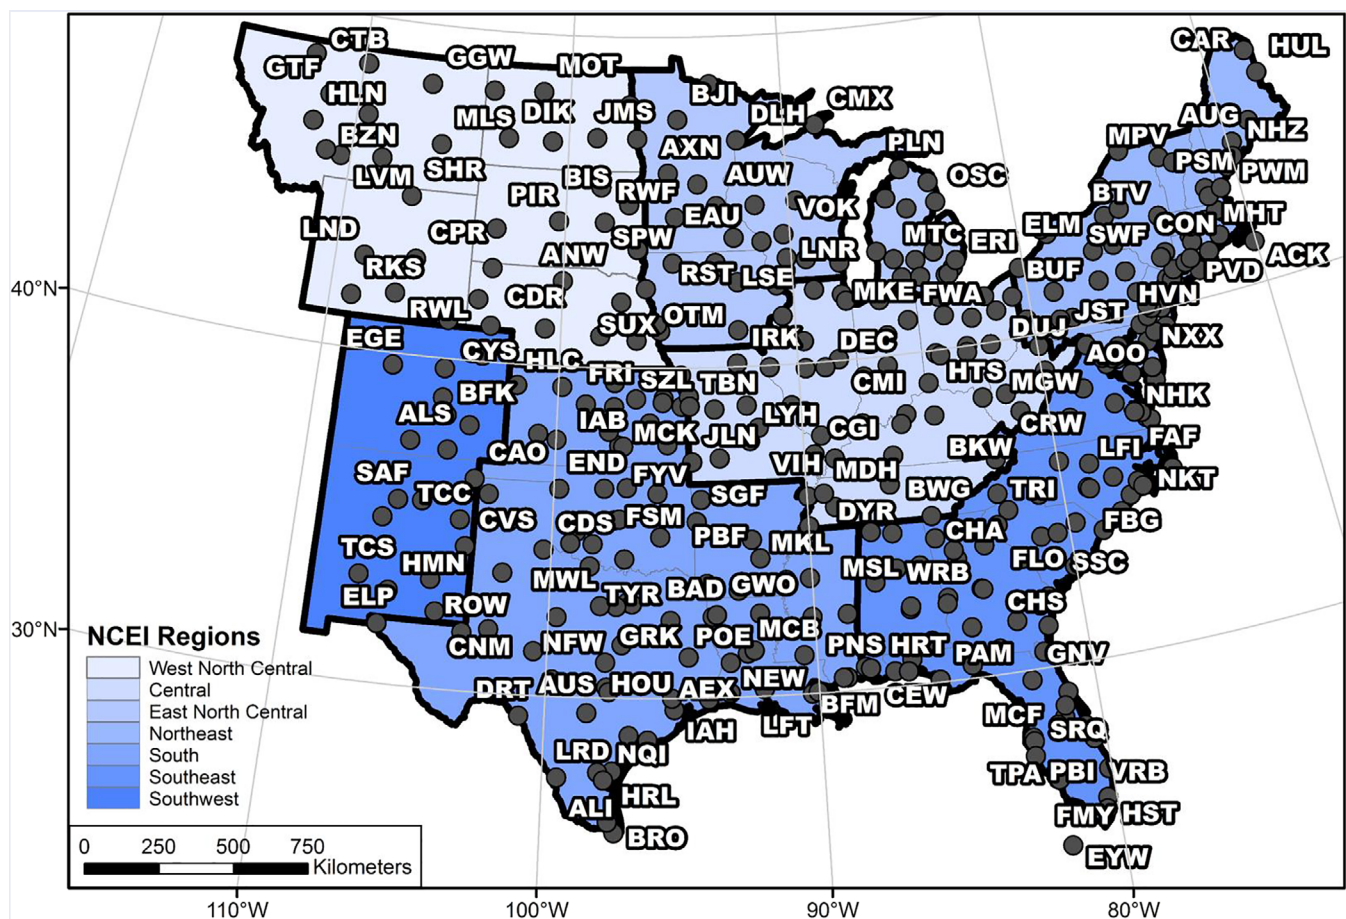 CTB
CAR
HUL
GTF
GGW
MOT
HLN
BJI
CMX
MLS
DIK
JMS
DLH
AUG
BZN
MPV
NHZ
AXN
PLN
LVM
SHR
BIS
RWF
AUW
OSC
PSM
PWM
PIR
EAU
VOK
BTV
LND
CPR
SPW
MTC
ELM
CON
MHT
ANW
LNR
ERI
SWF
ACK
40°N
RKS
RST
LSE
BUF
PVD
RWL
CDR
MKE
FWA
HVN
SUX
OTM
JST
EGE
IRK
DEC
DUJ
NXX
CYS
HLC
FRI
SZL
TBN
CMI
HTS
MGW
AOO
BFK
NHK
ALS
IAB
MCK
JLN
LYH
CGI
CRW
CAO
BKW
LFI
FAF
SAF
END
FYV
VIH
MDH
NKT
TCC
SGF
BWG
TRI
CVS
CDS
FSM
DYR
FBG
TCS
PBF
MKL
CHA
HMN
MWL
BAD
GWO
MSL
WRB
FLO
SSC
ELP
ROW
TYR
CHS
30°N
NCEI Regions
CNM
NFW
GRK
POE
MCB
PNS
HRT
PAM
GNV
West North Central
Central
East North Central
Northeast
South
Southeast
Southwest
DRT
AUS
HOU
AEX
NEW
BFM
CEW
IAH
LFT
MCF
SRQ
LRD
NQI
TPA
PBI
VRB
ALI
HRL
FMY
HST
BRO
EYW
0 250 500 750
Kilometers
110°W 100°W 90°W 80°W